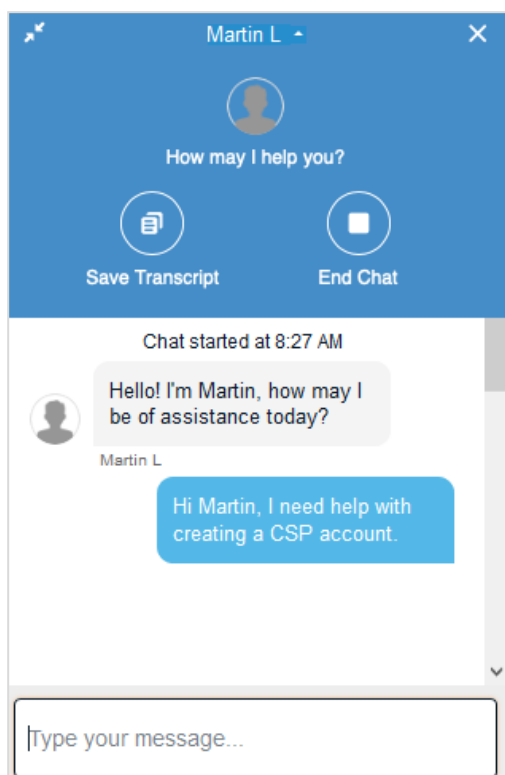 Martin L
How may I help you?
Save Transcript End Chat
Chat started at 8:27 AM
Hello! I'm Martin, how may I
be of assistance today?
Martin L
Hi Martin, I need help with
creating a CSP account.
Type your message...